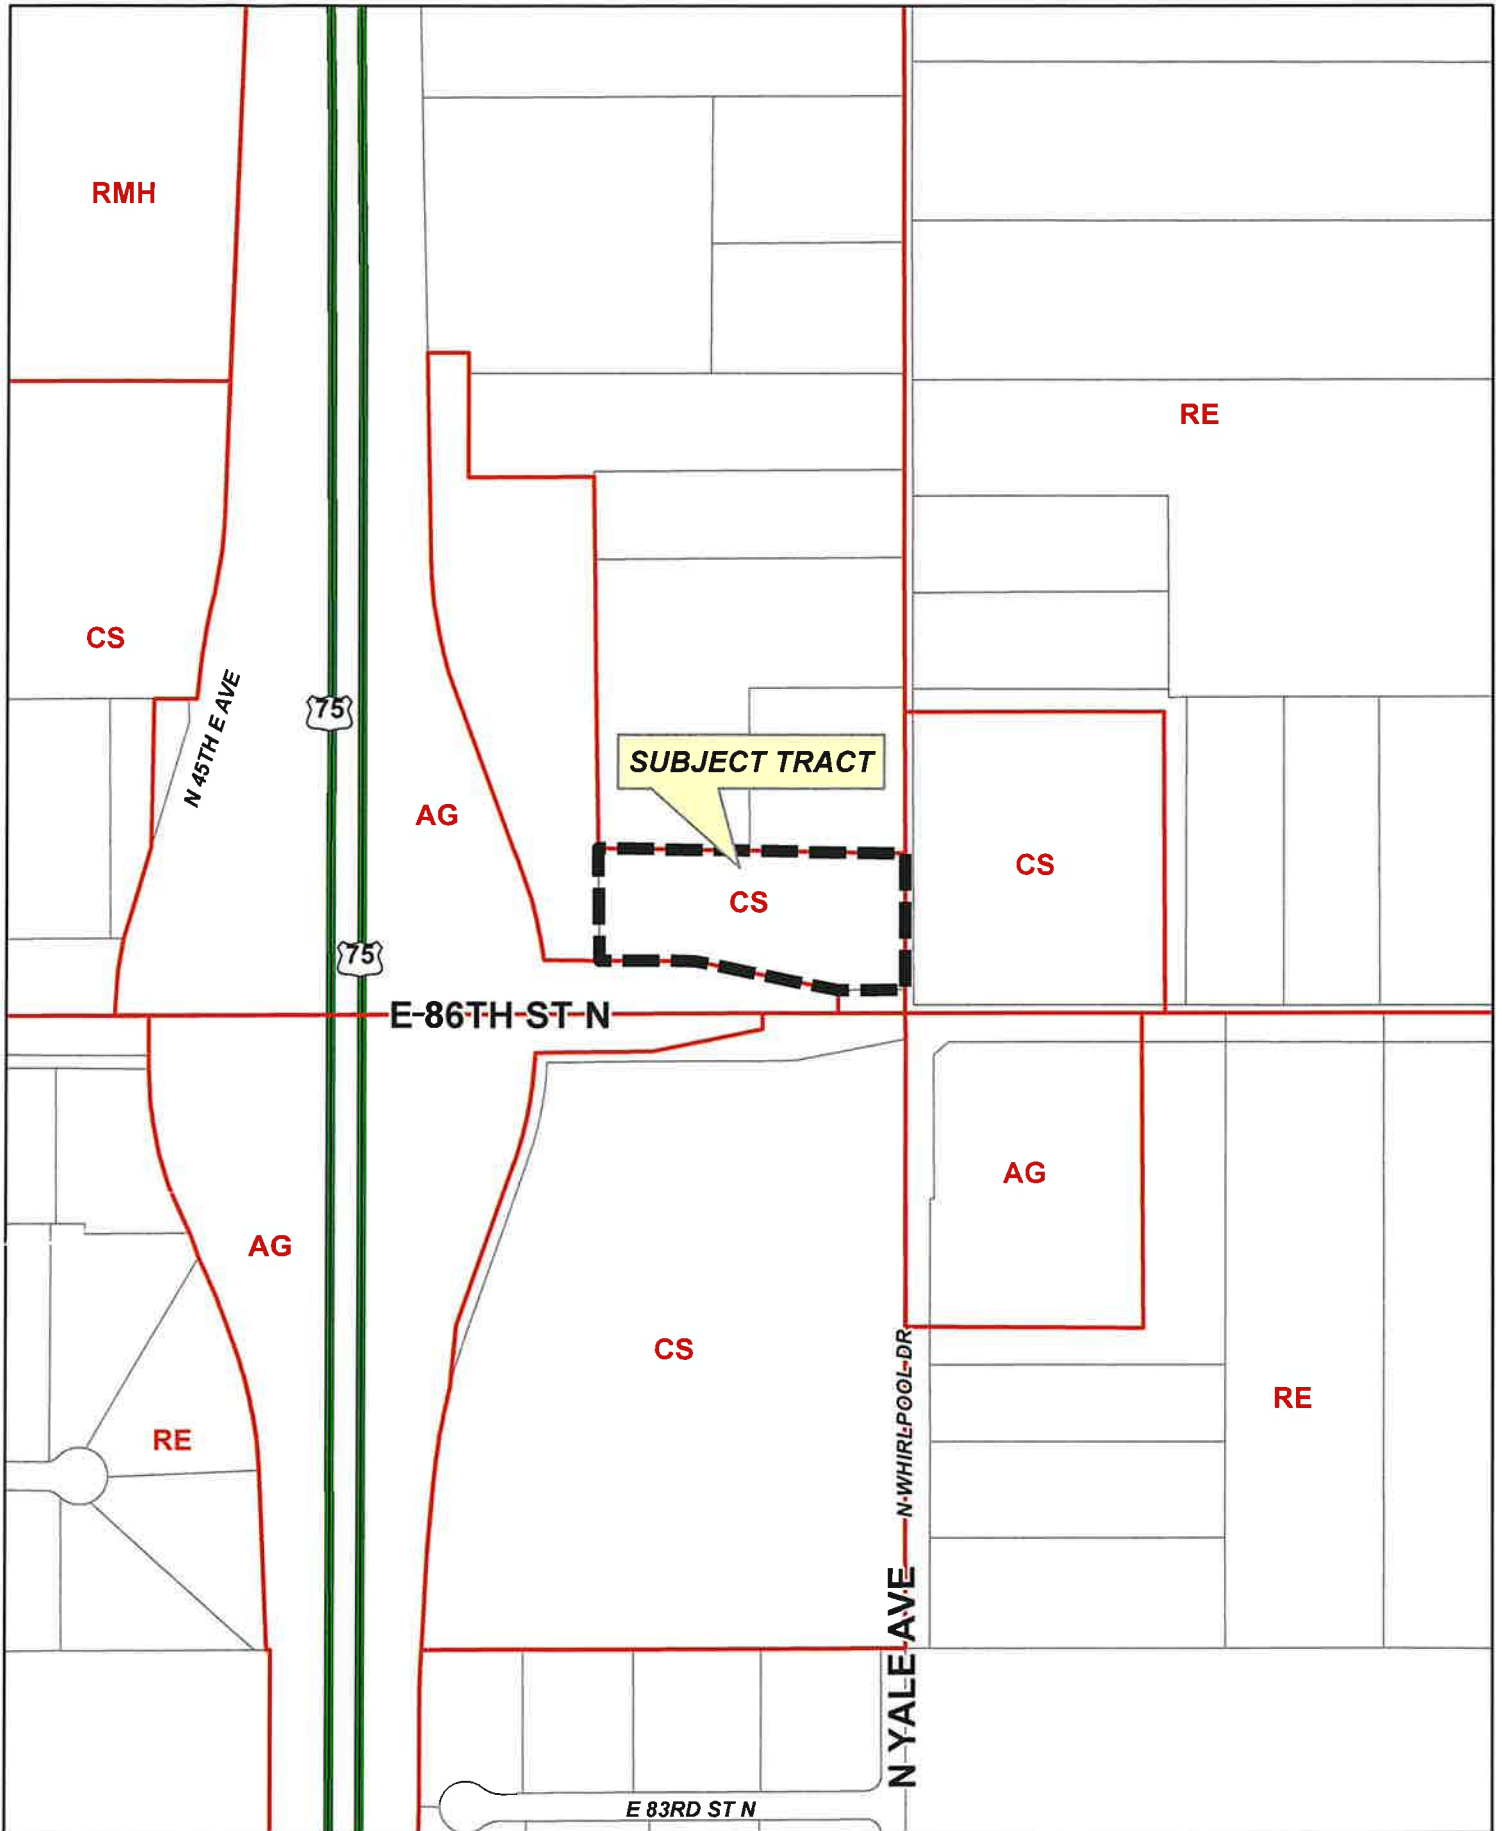 RMH
RE
CS
N 45TH E AVE
75
SUBJECT TRACT
AG
CS
CS
75
E 86TH ST N
AG
AG
CS
N WHIRLPOOL DR
RE
RE
N YALE AVE
E 83RD ST N